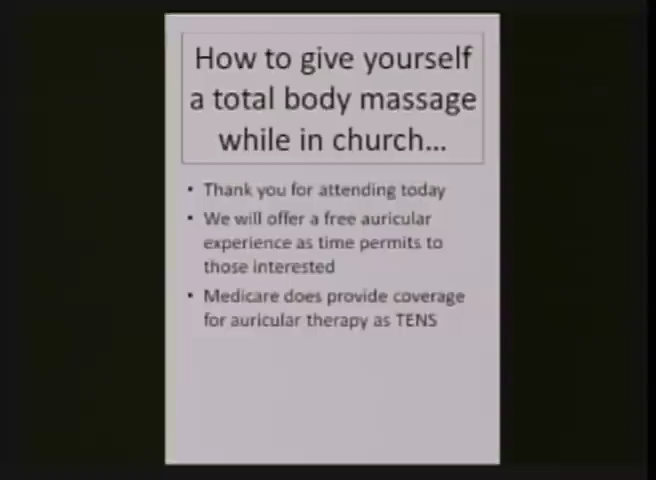 How to give yourself
a total body massage
while in church...
• Thank you for attending today
• We will offer a free auricular
experience as time permits to
those interested
• Medicare does provide coverage
for auricular therapy as TENS